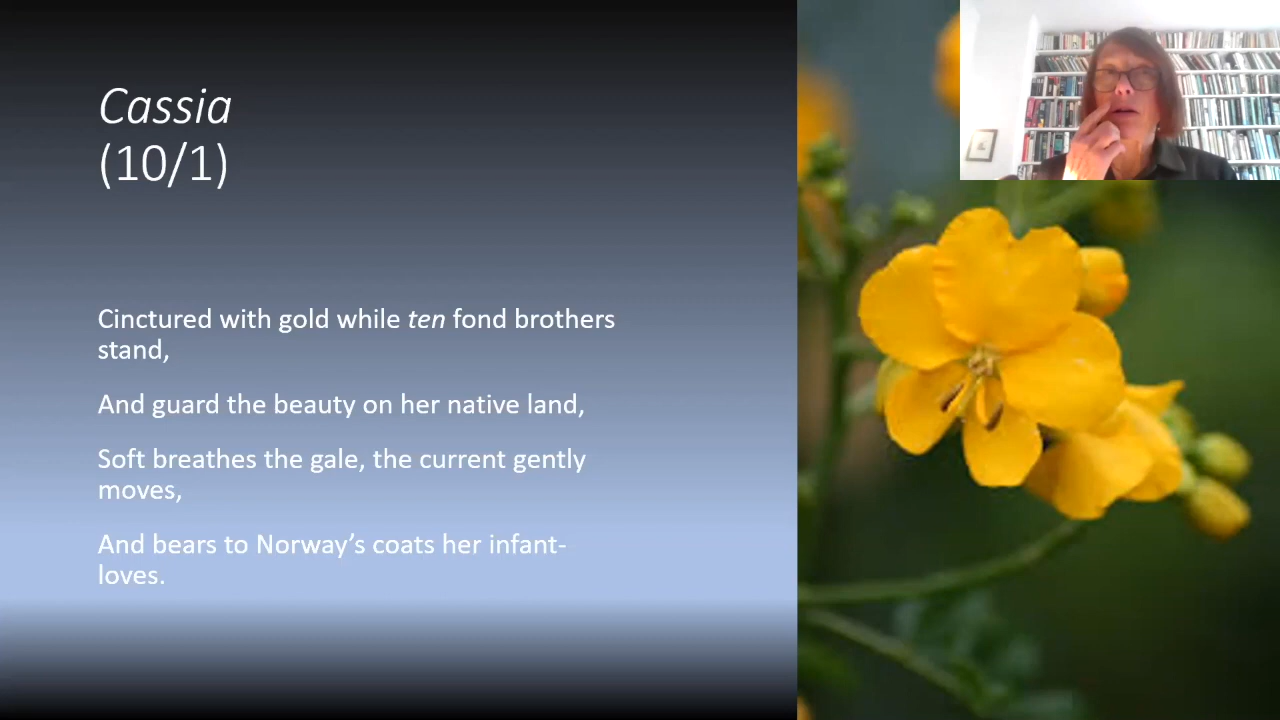 Cassia
(10/1)
Cinctured with gold while ten fond brothers
stand,
And guard the beauty on her native land,
Soft breathes the gale, the current gently
moves,
And bears to Norway’s coats her infant-
loves.